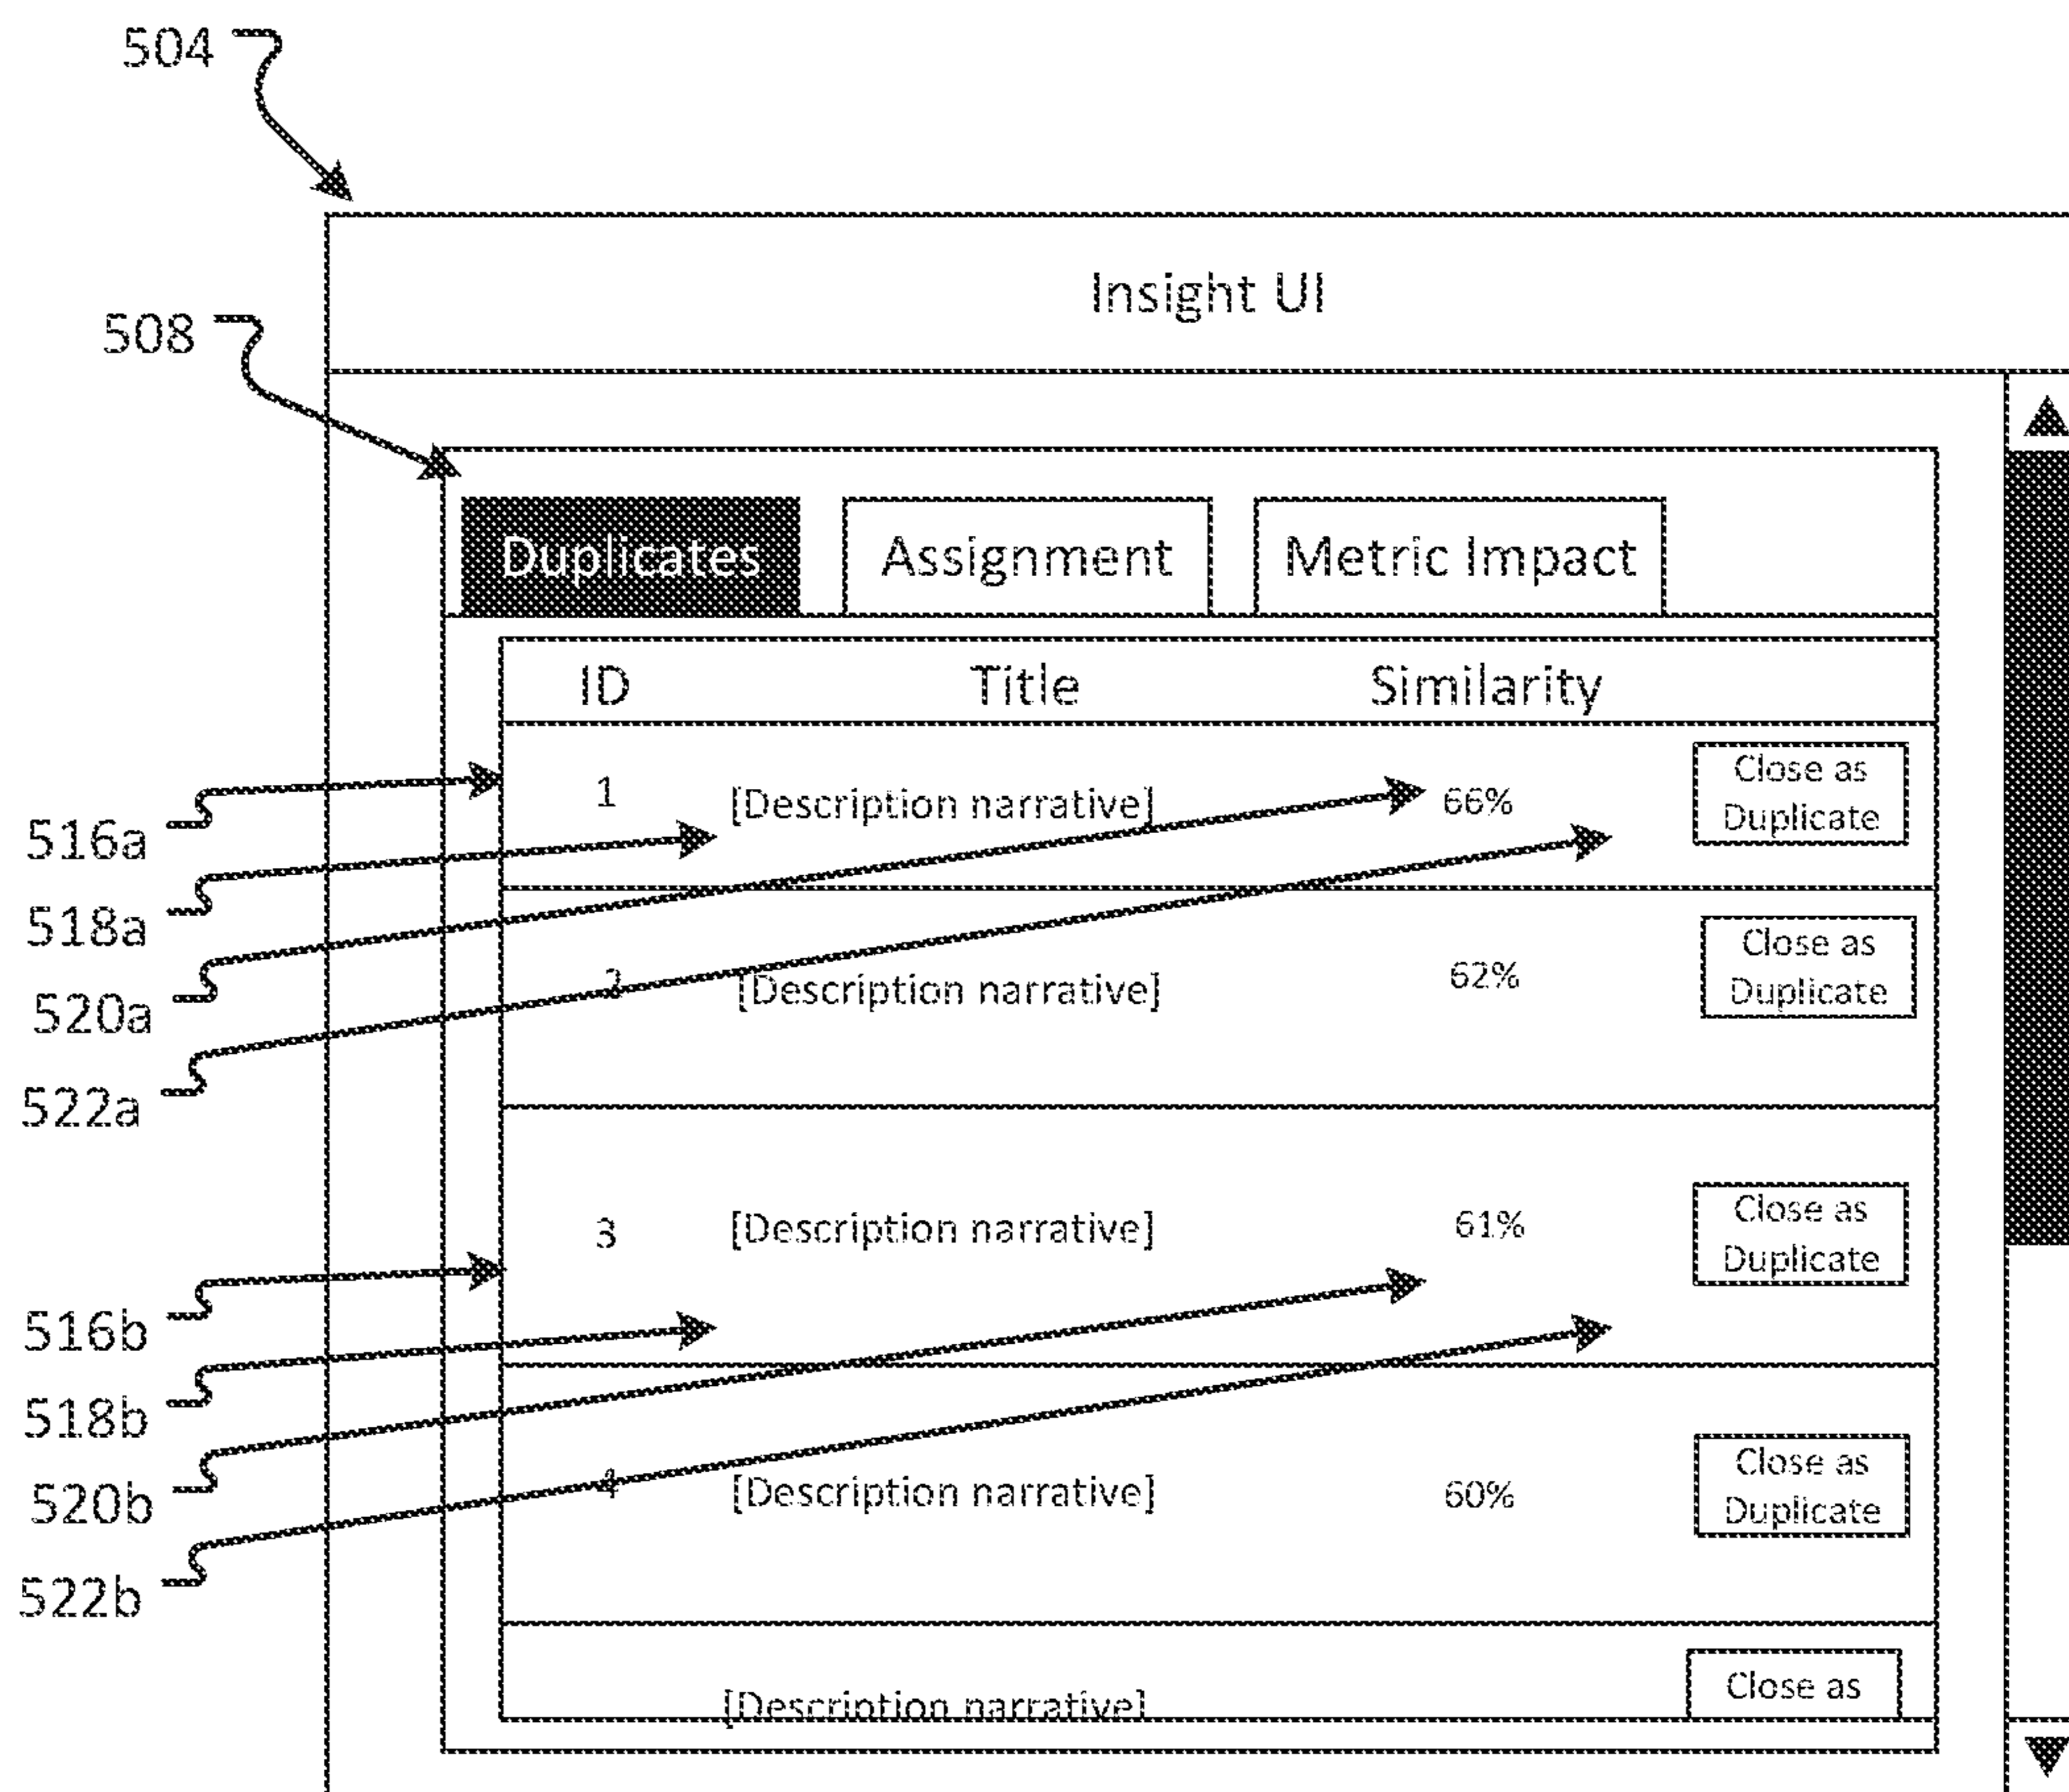 504
Insight UI
508
Duplicates Assignment Metric Impact
ID Title Similarity
1 [Description narrative] 66% Close as Duplicate
516a
518a
520a
2 [Description narrative] 62% Close as Duplicate
522a
3 [Description narrative] 61% Close as Duplicate
516b
518b
520b
4 [Description narrative] 60% Close as Duplicate
522b
[Description narrative] Close as